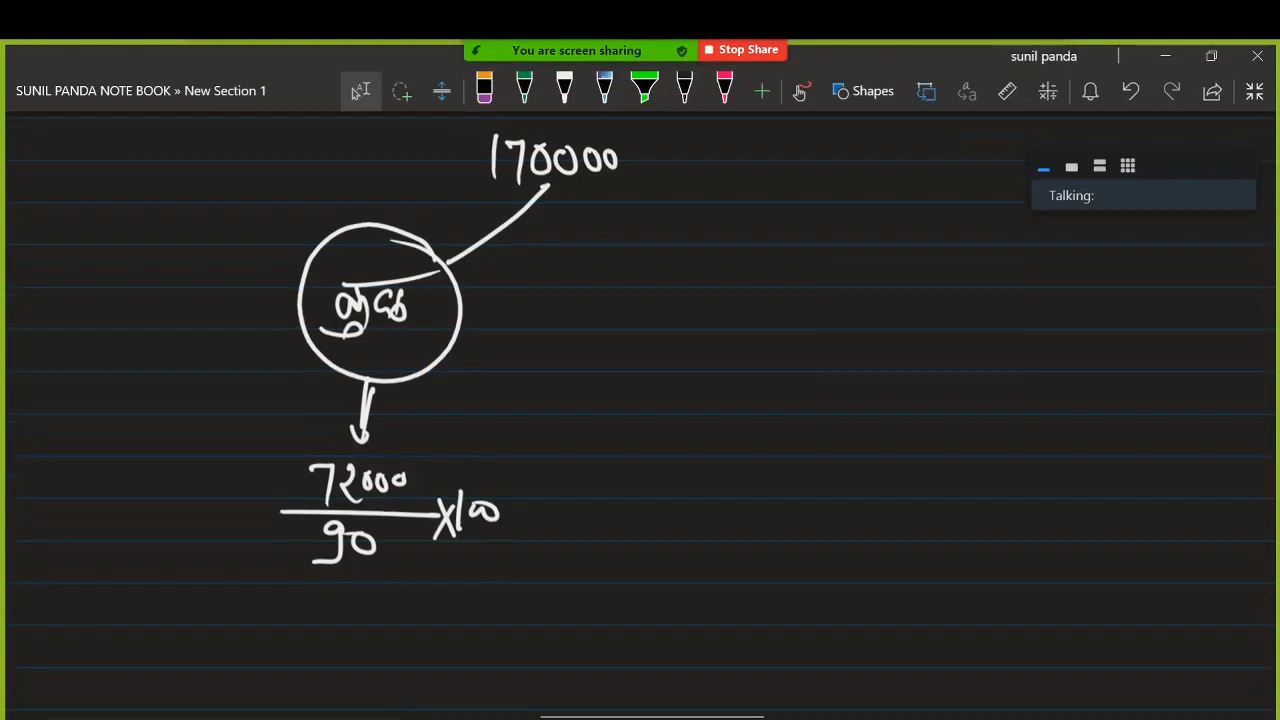 You are screen sharing
Stop Share
sunil panda
SUNIL PANDA NOTE BOOK » New Section 1
Shapes
170000
Talking:
72000
90
x100